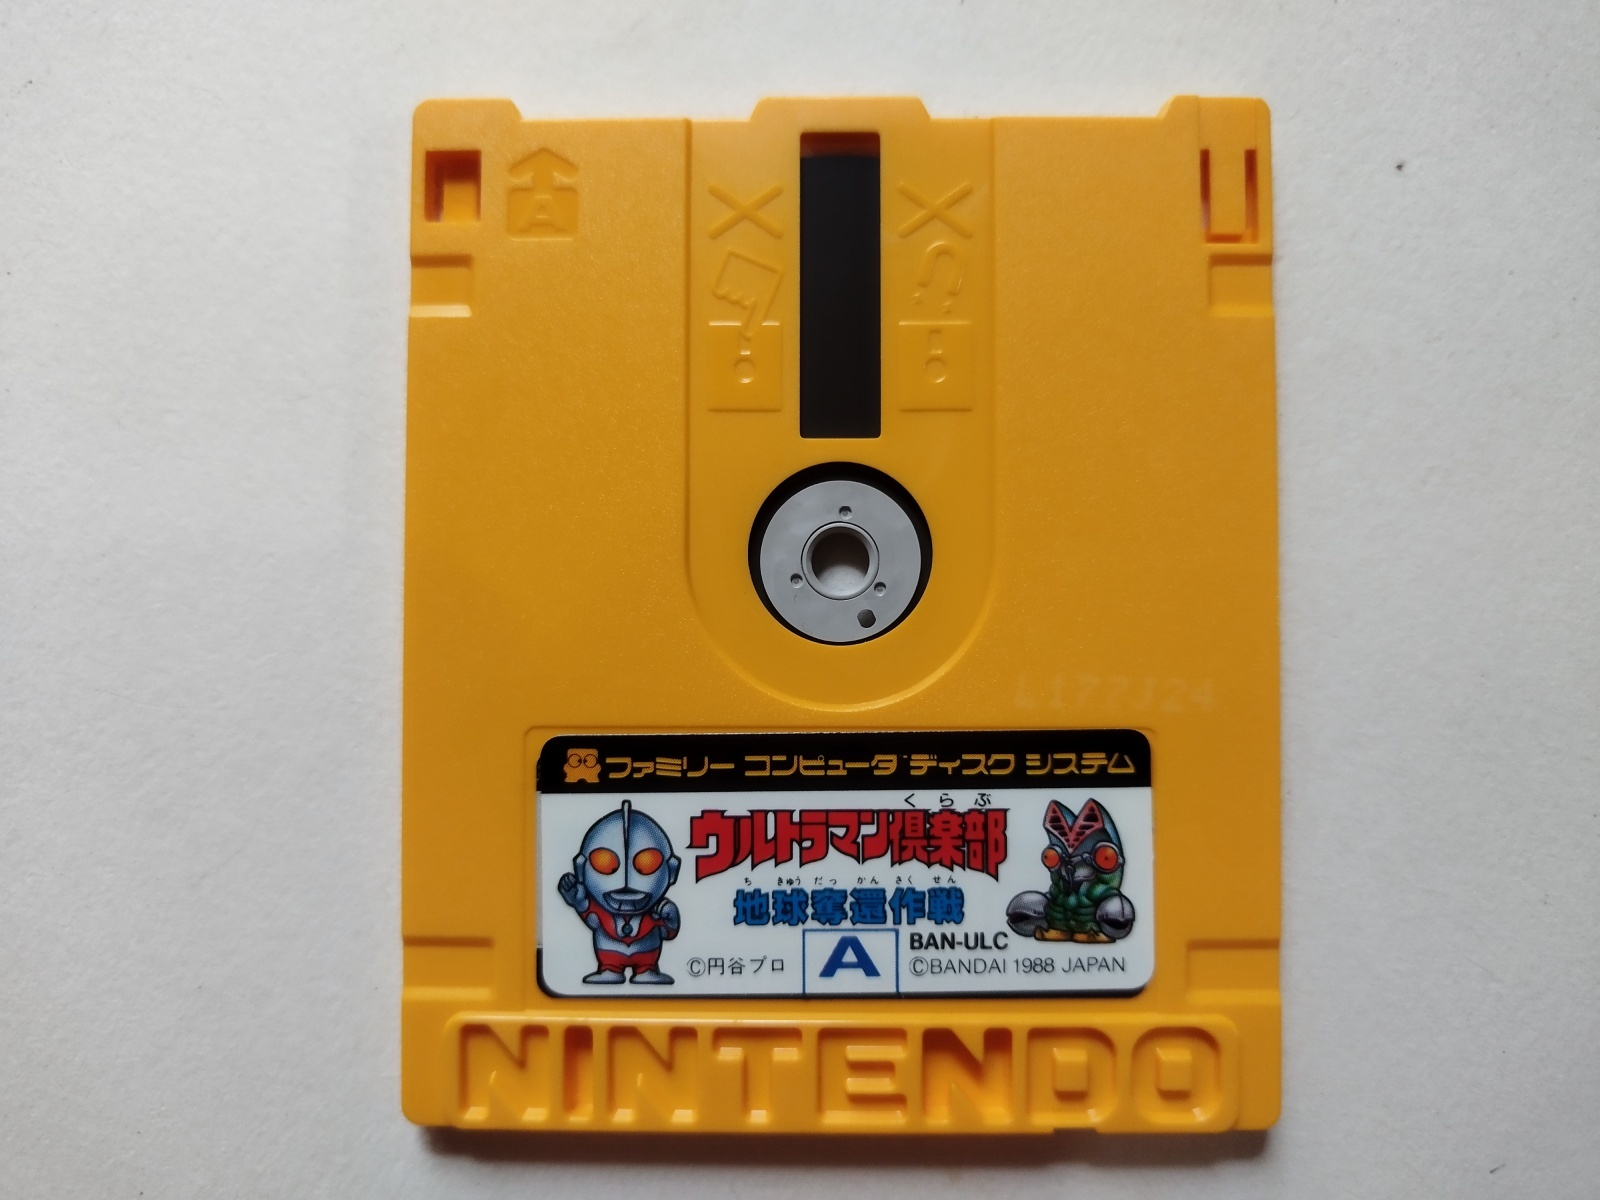 A
L177J24
ファミリー コンピュータ ディスク システム
くらぶ
ウルトラマン倶楽部
ち きゅう だっ かん さく せん
地球奪還作戦
A
BAN-ULC
©円谷プロ
©BANDAI 1988 JAPAN
NINTENDO